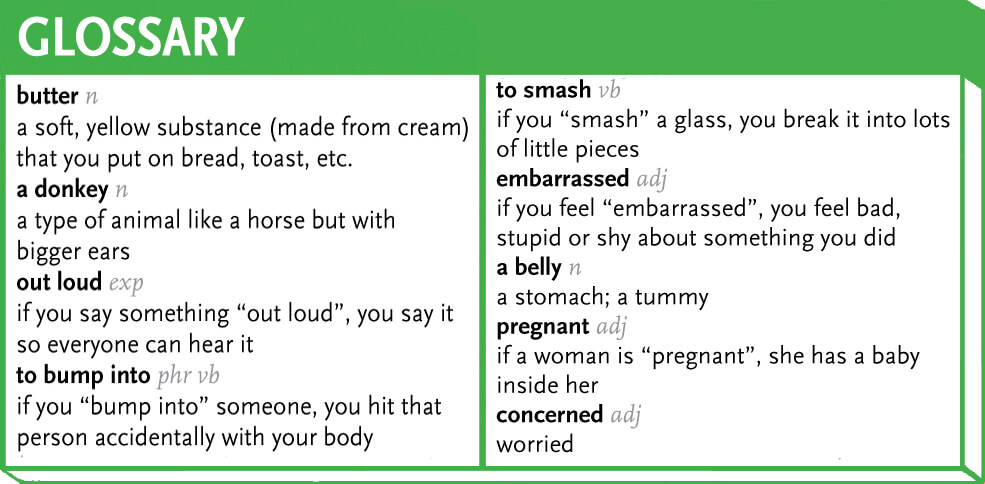 GLOSSARY
butter n
a soft, yellow substance (made from cream)
that you put on bread, toast, etc.
a donkey n
a type of animal like a horse but with
bigger ears
out loud exp
if you say something “out loud”, you say it
so everyone can hear it
to bump into phr vb
if you “bump into” someone, you hit that
person accidentally with your body
to smash vb
if you “smash” a glass, you break it into lots
of little pieces
embarrassed adj
if you feel “embarrassed”, you feel bad,
stupid or shy about something you did
a belly n
a stomach; a tummy
pregnant adj
if a woman is “pregnant”, she has a baby
inside her
concerned adj
worried